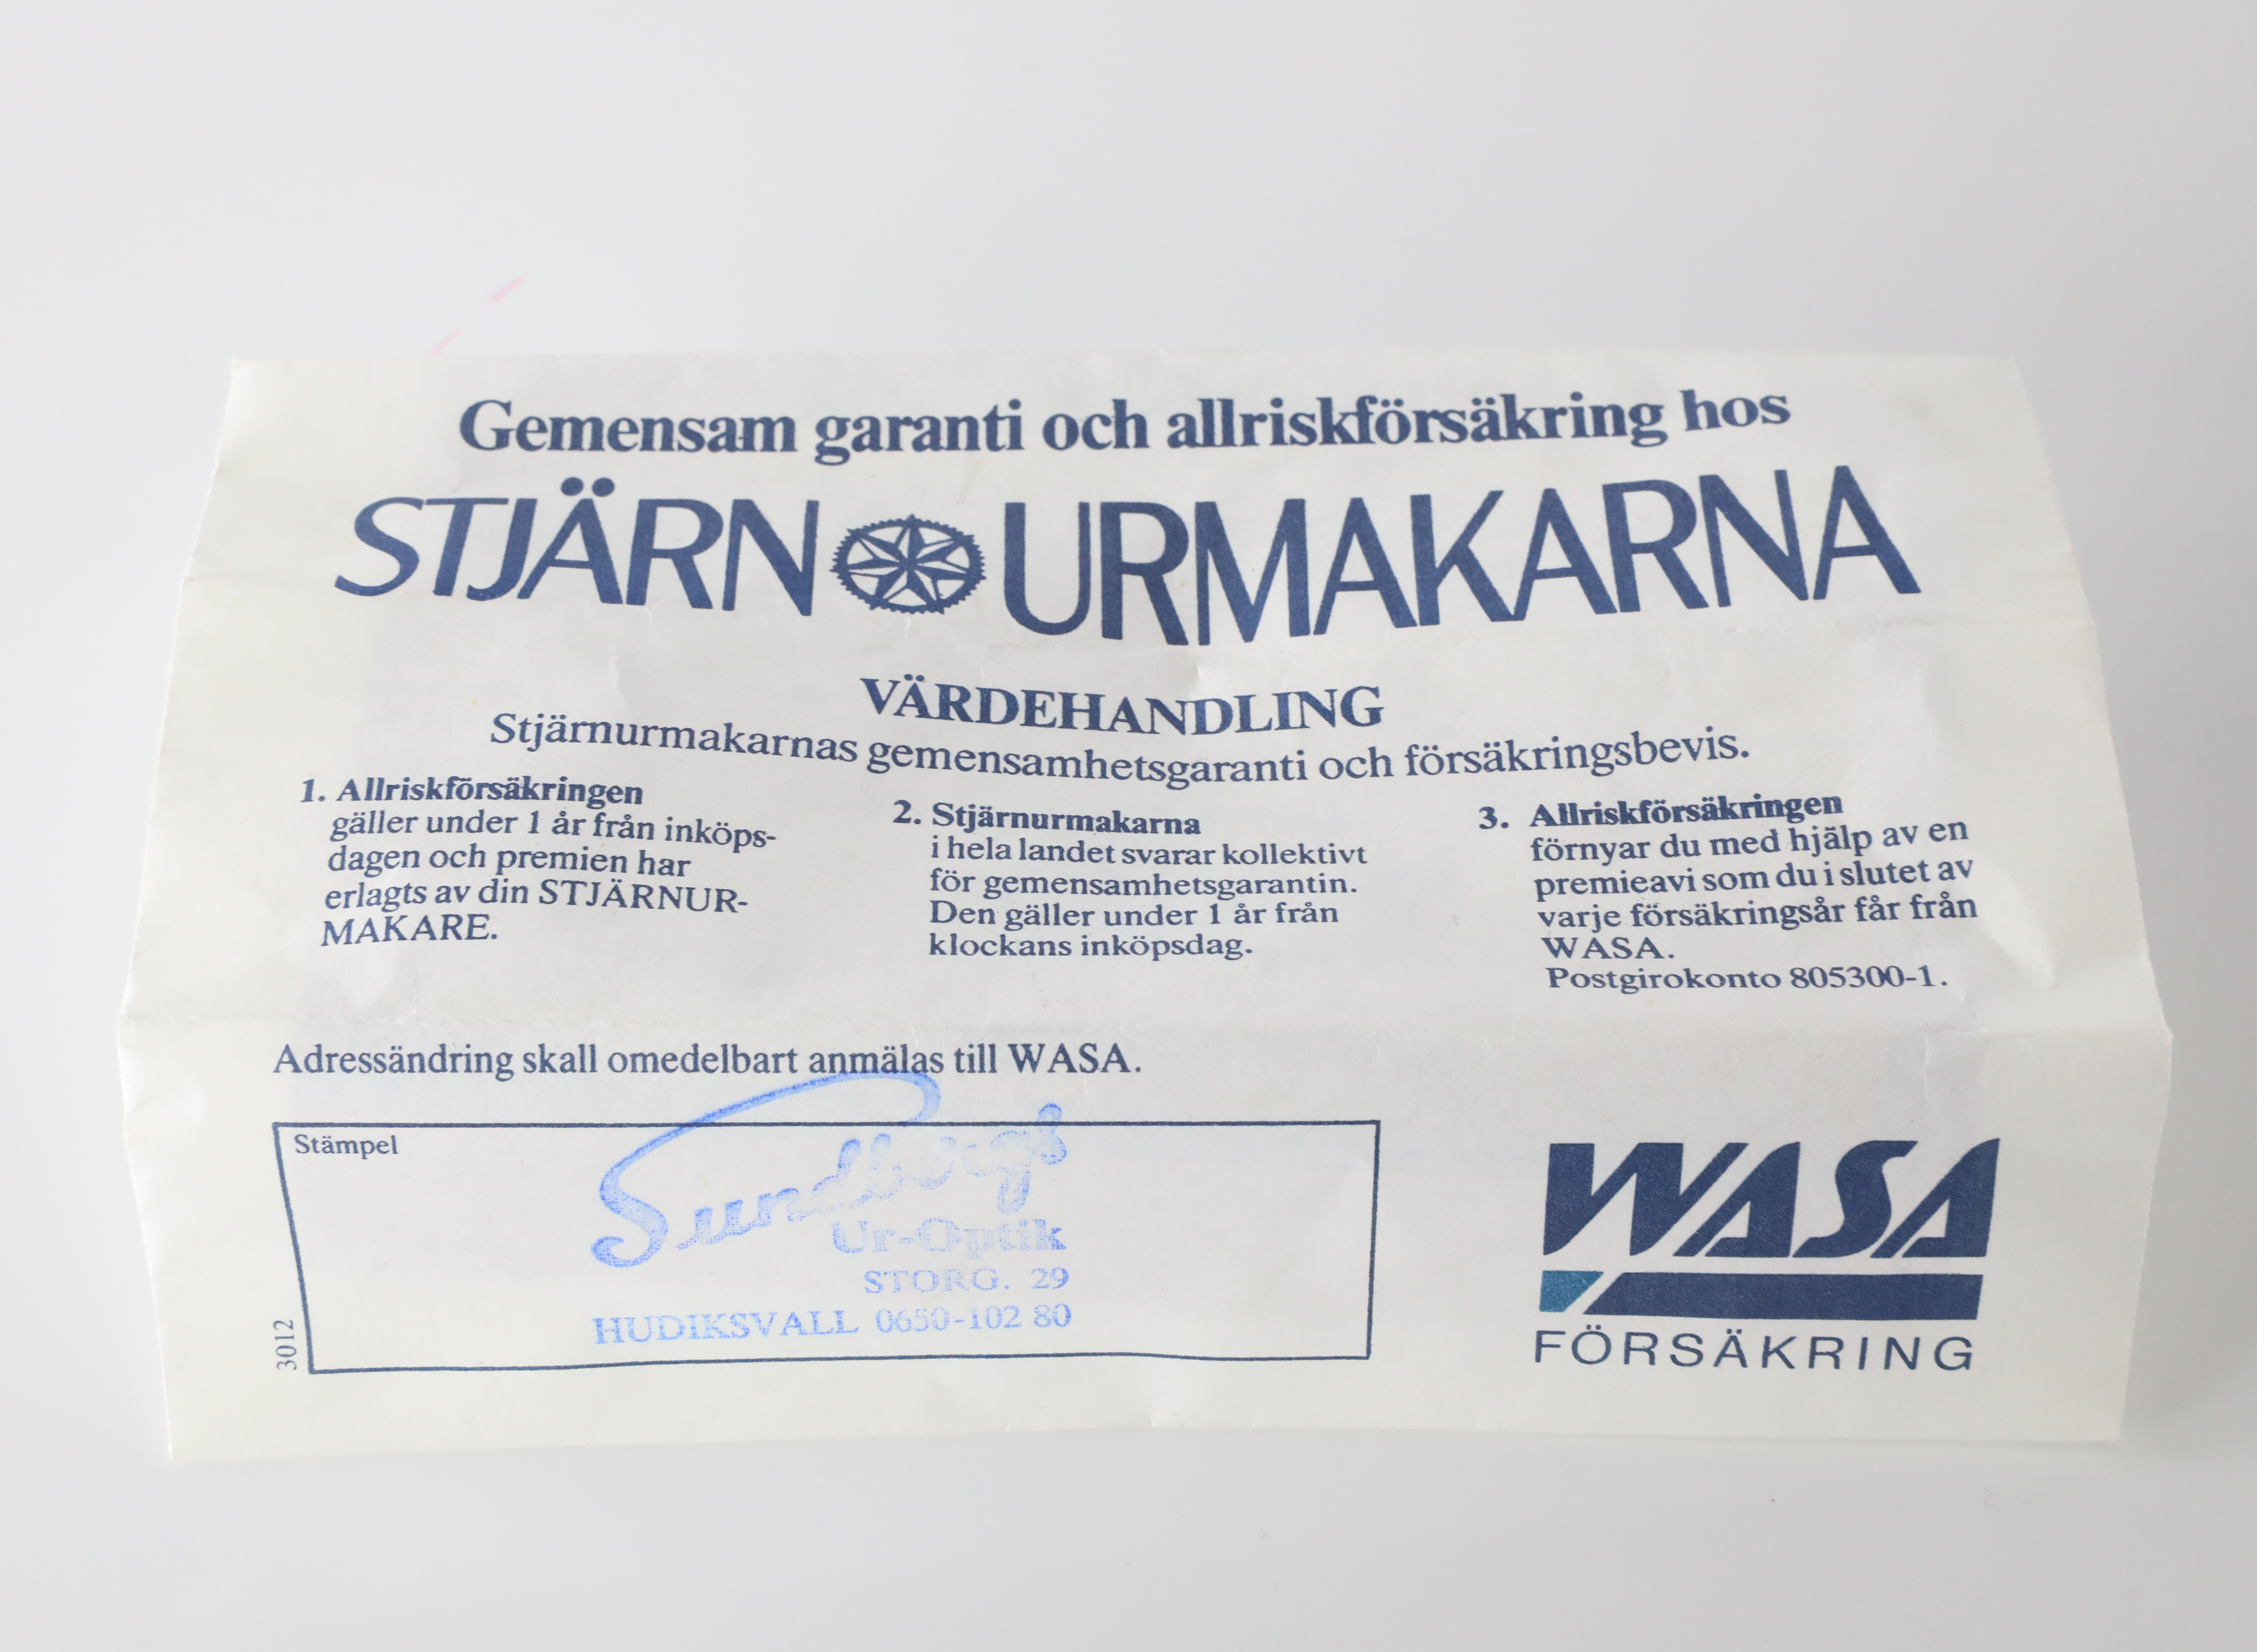 Gemensam garanti och allriskförsäkring hos
STJÄRN URMAKARNA
VÄRDEHANDLING
Stjärnurmakarnas gemensamhetsgaranti och försäkringsbevis.
1. Allriskförsäkringen
gäller under 1 år från inköps-
dagen och premien har
erlagts av din STJÄRNUR-
MAKARE.
2. Stjärnurmakarna
i hela landet svarar kollektivt
för gemensamhetsgarantin.
Den gäller under 1 år från
klockans inköpsdag.
3. Allriskförsäkringen
förnyar du med hjälp av en
premieavi som du i slutet av
varje försäkringsår får från
WASA.
Postgirokonto 805300-1.
Adressändring skall omedelbart anmälas till WASA.
Stämpel
Sundbergs
Ur-Optik
STORG. 29
HUDIKSVALL 0650-102 80
3012
WASA
FÖRSÄKRING